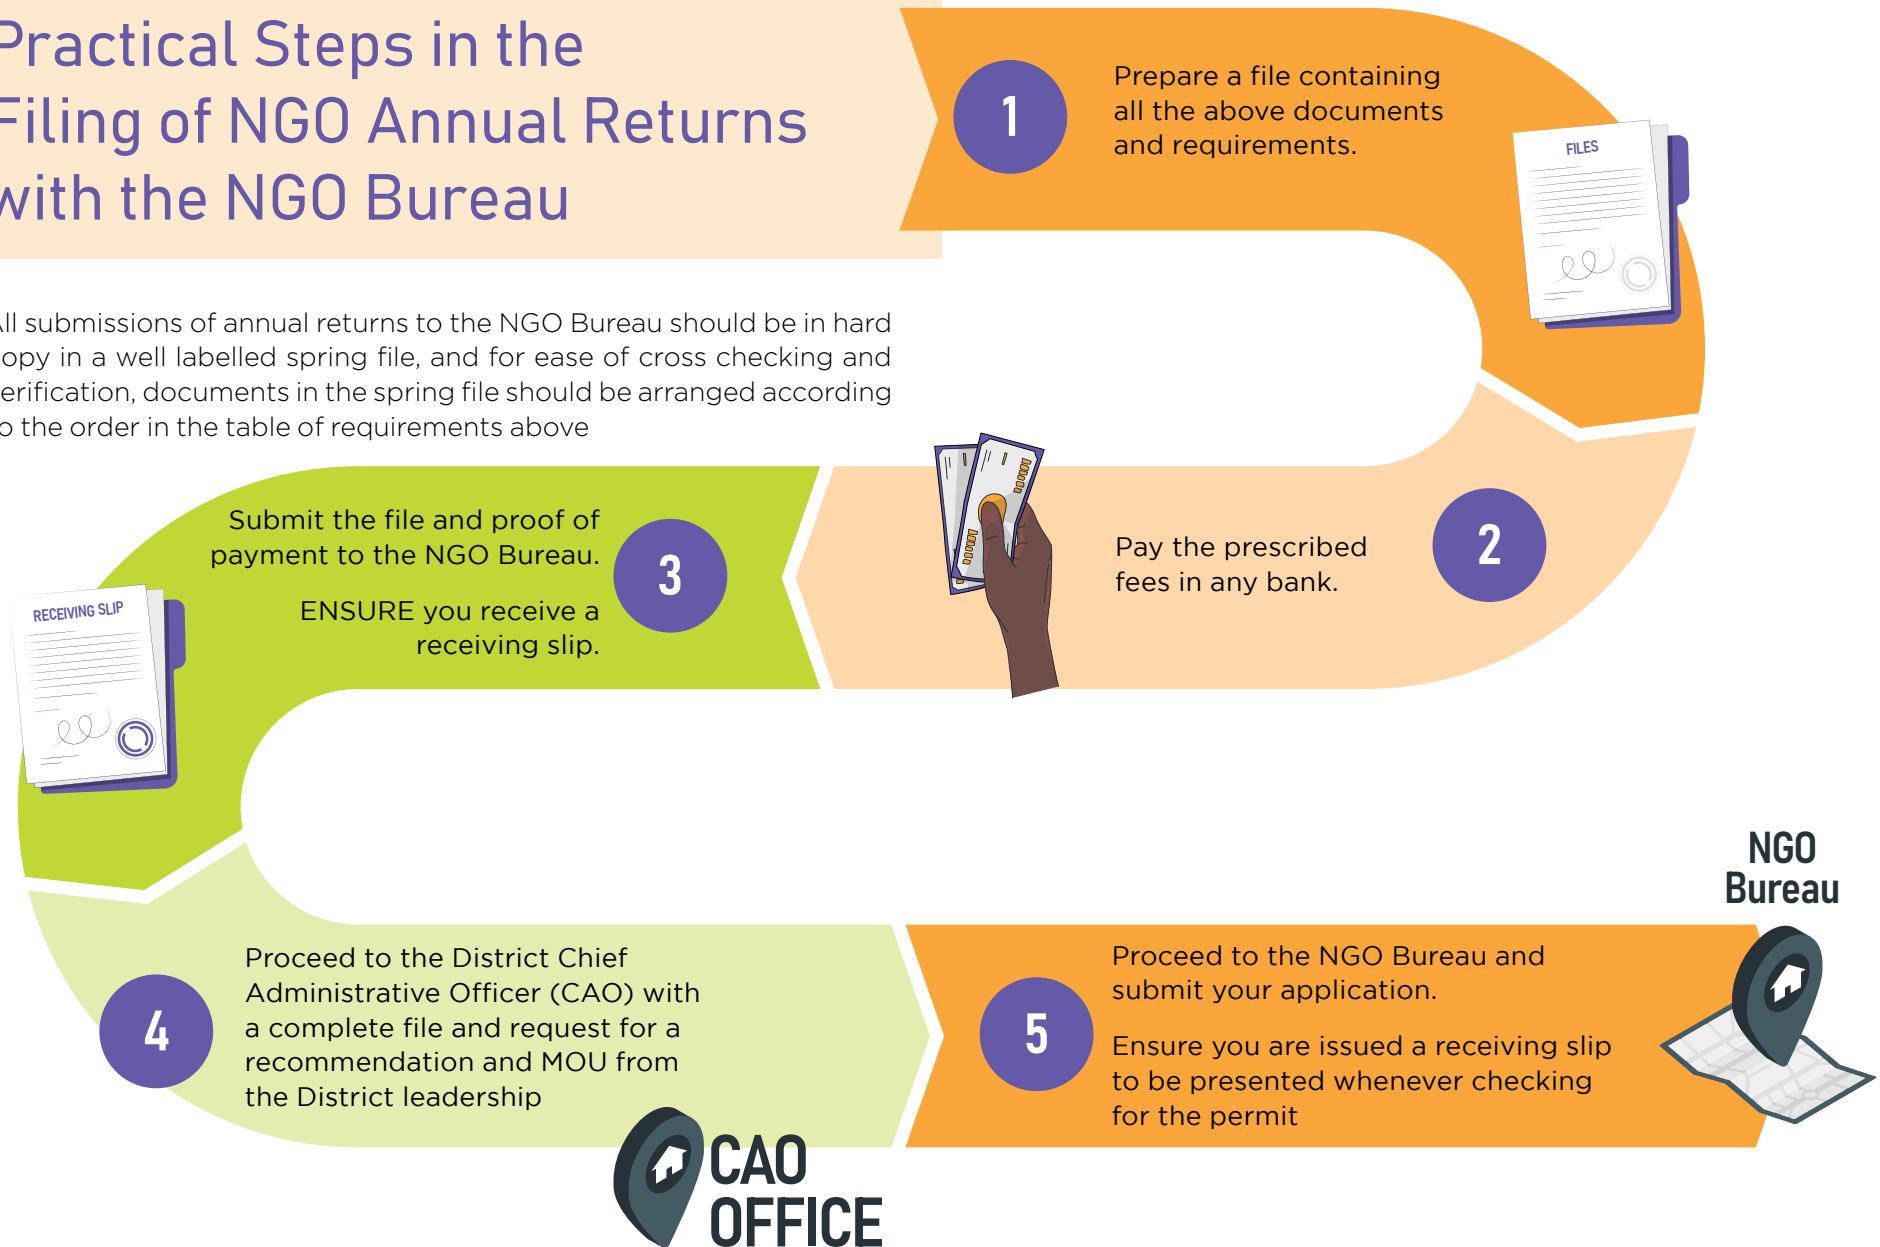 Practical Steps in the
Filing of NGO Annual Returns
with the NGO Bureau
All submissions of annual returns to the NGO Bureau should be in hard
opy in a well labelled spring file, and for ease of cross checking and
erification, documents in the spring file should be arranged according
o the order in the table of requirements above
1
Prepare a file containing
all the above documents
and requirements.
FILES
2
Pay the prescribed
fees in any bank.
3
Submit the file and proof of
payment to the NGO Bureau.
ENSURE you receive a
receiving slip.
RECEIVING SLIP
4
Proceed to the District Chief
Administrative Officer (CAO) with
a complete file and request for a
recommendation and MOU from
the District leadership
CAO
OFFICE
5
Proceed to the NGO Bureau and
submit your application.
Ensure you are issued a receiving slip
to be presented whenever checking
for the permit
NGO
Bureau